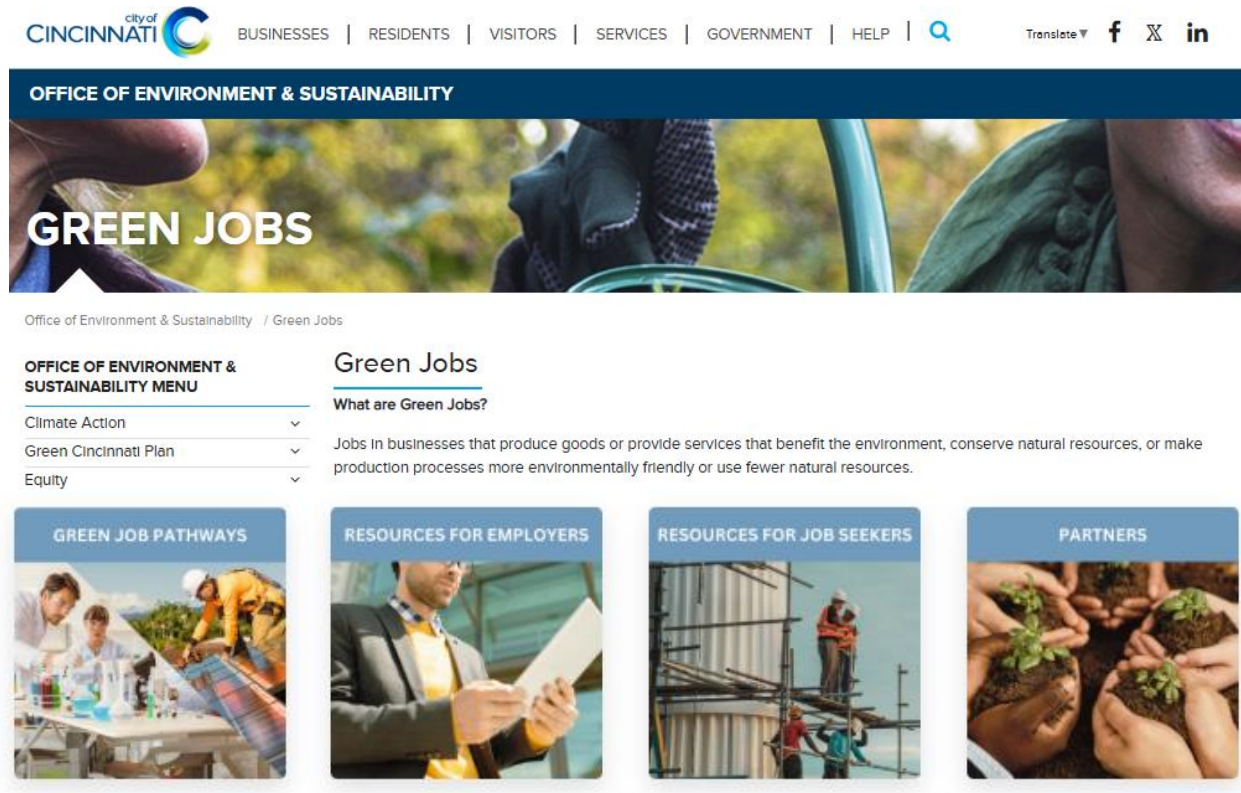 city of
CINCINNATI
BUSINESSES | RESIDENTS | VISITORS | SERVICES | GOVERNMENT | HELP |
Translate▼ f X in
OFFICE OF ENVIRONMENT & SUSTAINABILITY
GREEN JOBS
Office of Environment & Sustainability / Green Jobs
OFFICE OF ENVIRONMENT &
SUSTAINABILITY MENU
Climate Action
Green Cincinnati Plan
Equity
Green Jobs
What are Green Jobs?
Jobs in businesses that produce goods or provide services that benefit the environment, conserve natural resources, or make
production processes more environmentally friendly or use fewer natural resources.
GREEN JOB PATHWAYS
RESOURCES FOR EMPLOYERS
RESOURCES FOR JOB SEEKERS
PARTNERS